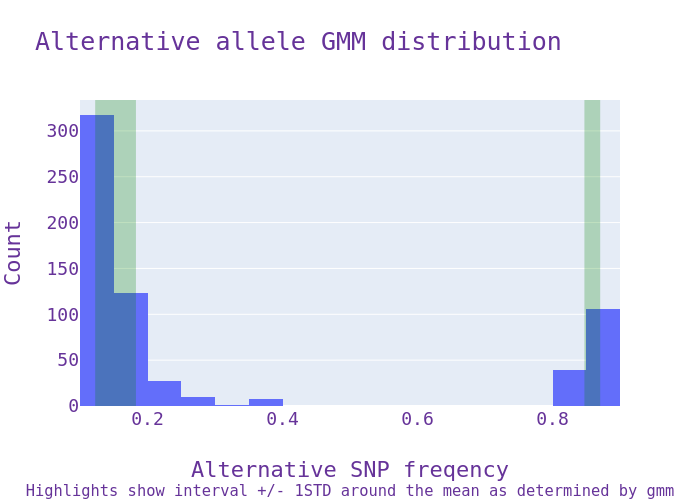 Alternative allele GMM distribution
300
250
200
150
100
50
0
Count
0.2
0.4
0.6
0.8
Alternative SNP freqency
Highlights show interval +/- 1STD around the mean as determined by gmm